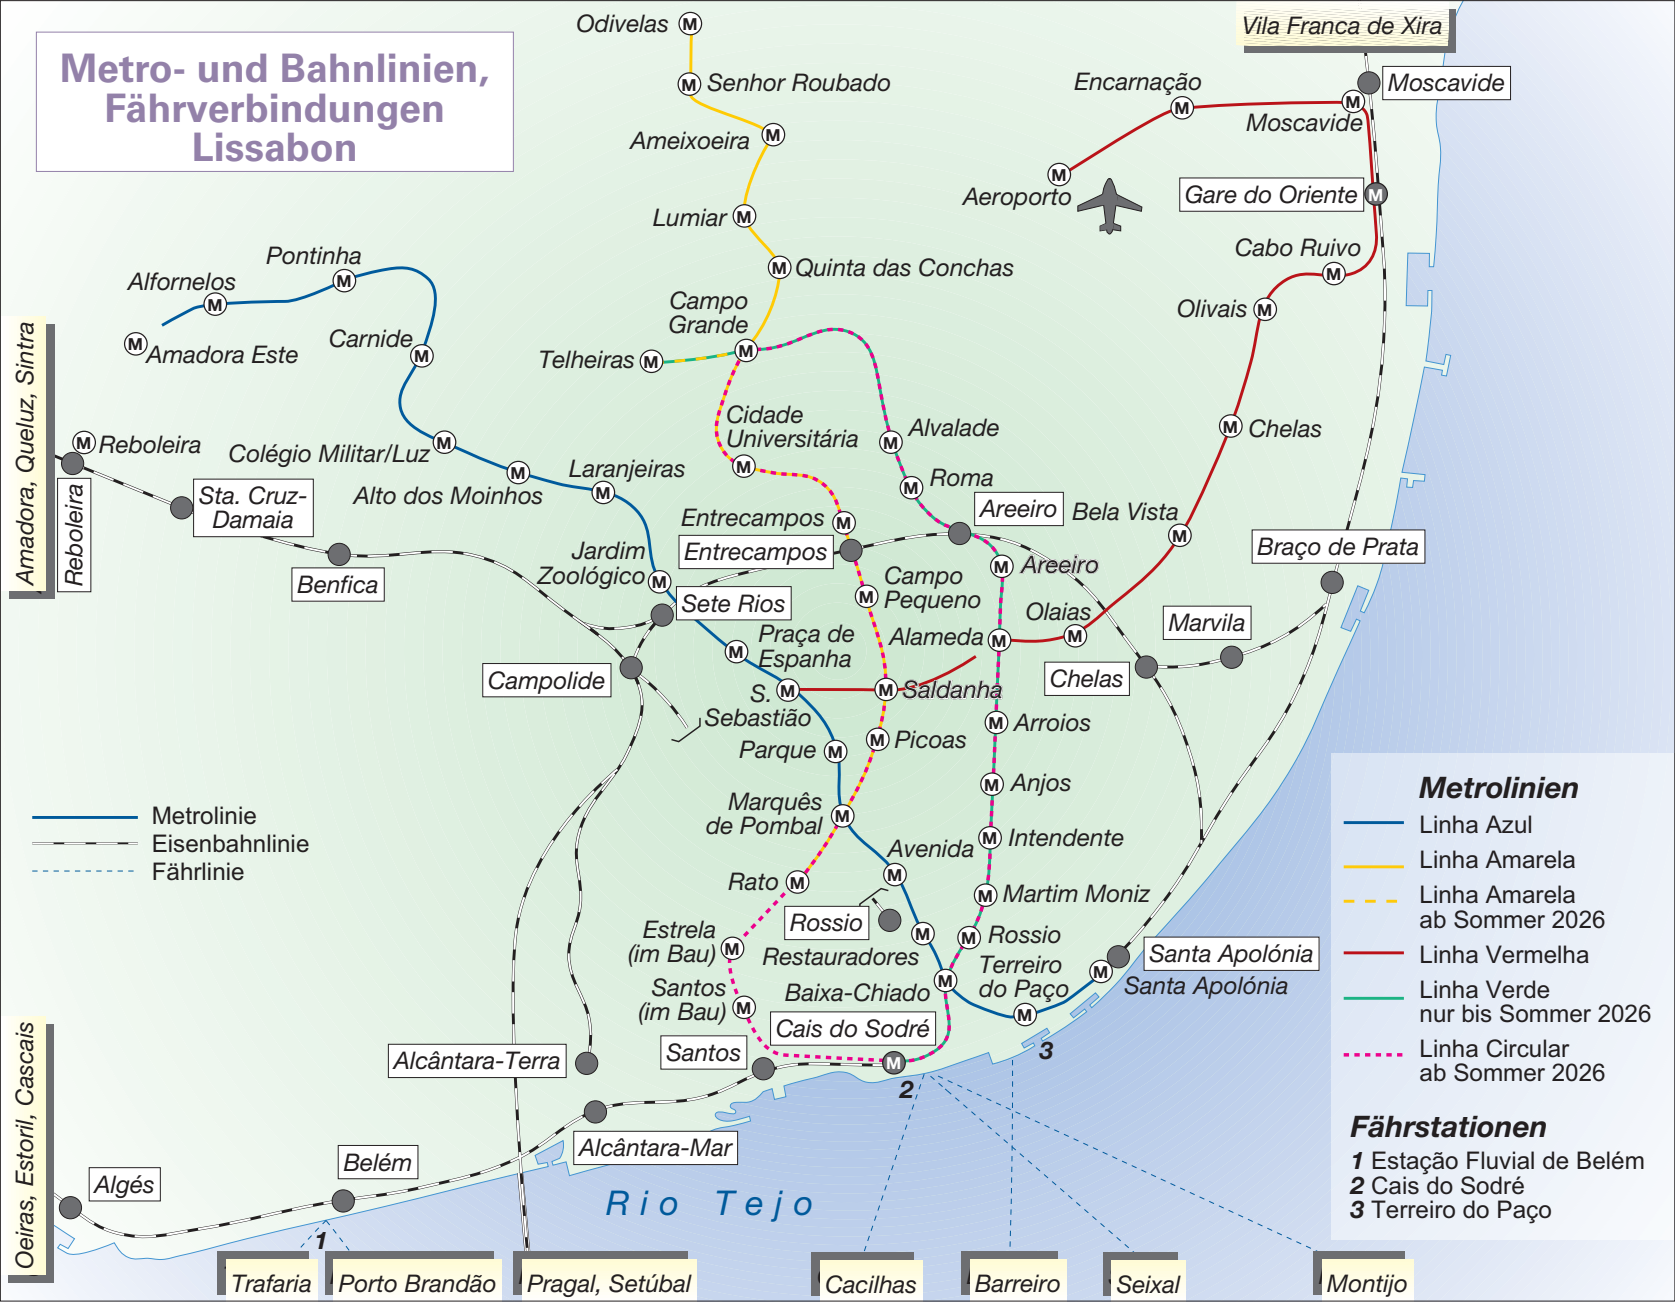 Metro- und Bahnlinien,
Fährverbindungen
Lissabon
Odivelas
Senhor Roubado
Ameixoeira
Lumiar
Quinta das Conchas
Campo
Grande
Telheiras
Vila Franca de Xira
Moscavide
Encarnação
Moscavide
Aeroporto
Gare do Oriente
Cabo Ruivo
Olivais
Chelas
Bela Vista
Olaias
Pontinha
Alfornelos
Amadora Este
Carnide
Reboleira
Reboleira
Amadora, Queluz, Sintra
Colégio Militar/Luz
Alto dos Moinhos
Laranjeiras
Sta. Cruz-
Damaia
Benfica
Jardim
Zoológico
Sete Rios
Campolide
Cidade
Universitária
Alvalade
Roma
Areeiro
Areeiro
Entrecampos
Entrecampos
Campo
Pequeno
Alameda
Praça de
Espanha
S.
Sebastião
Saldanha
Braço de Prata
Marvila
Chelas
Arroios
Picoas
Parque
Anjos
Marquês
de Pombal
Intendente
Avenida
Rato
Martim Moniz
Rossio
Rossio
Restauradores
Estrela
(im Bau)
Santos
(im Bau)
Baixa-Chiado
Terreiro
do Paço
Santa Apolónia
Santa Apolónia
Cais do Sodré
Santos
Alcântara-Terra
Alcântara-Mar
Belém
Algés
Oeiras, Estoril, Cascais
Metrolinie
Eisenbahnlinie
Fährlinie
Rio Tejo
1
2
3
Trafaria
Porto Brandão
Pragal, Setúbal
Cacilhas
Barreiro
Seixal
Montijo
Metrolinien
Linha Azul
Linha Amarela
Linha Amarela
ab Sommer 2026
Linha Vermelha
Linha Verde
nur bis Sommer 2026
Linha Circular
ab Sommer 2026
Fährstationen
1 Estação Fluvial de Belém
2 Cais do Sodré
3 Terreiro do Paço